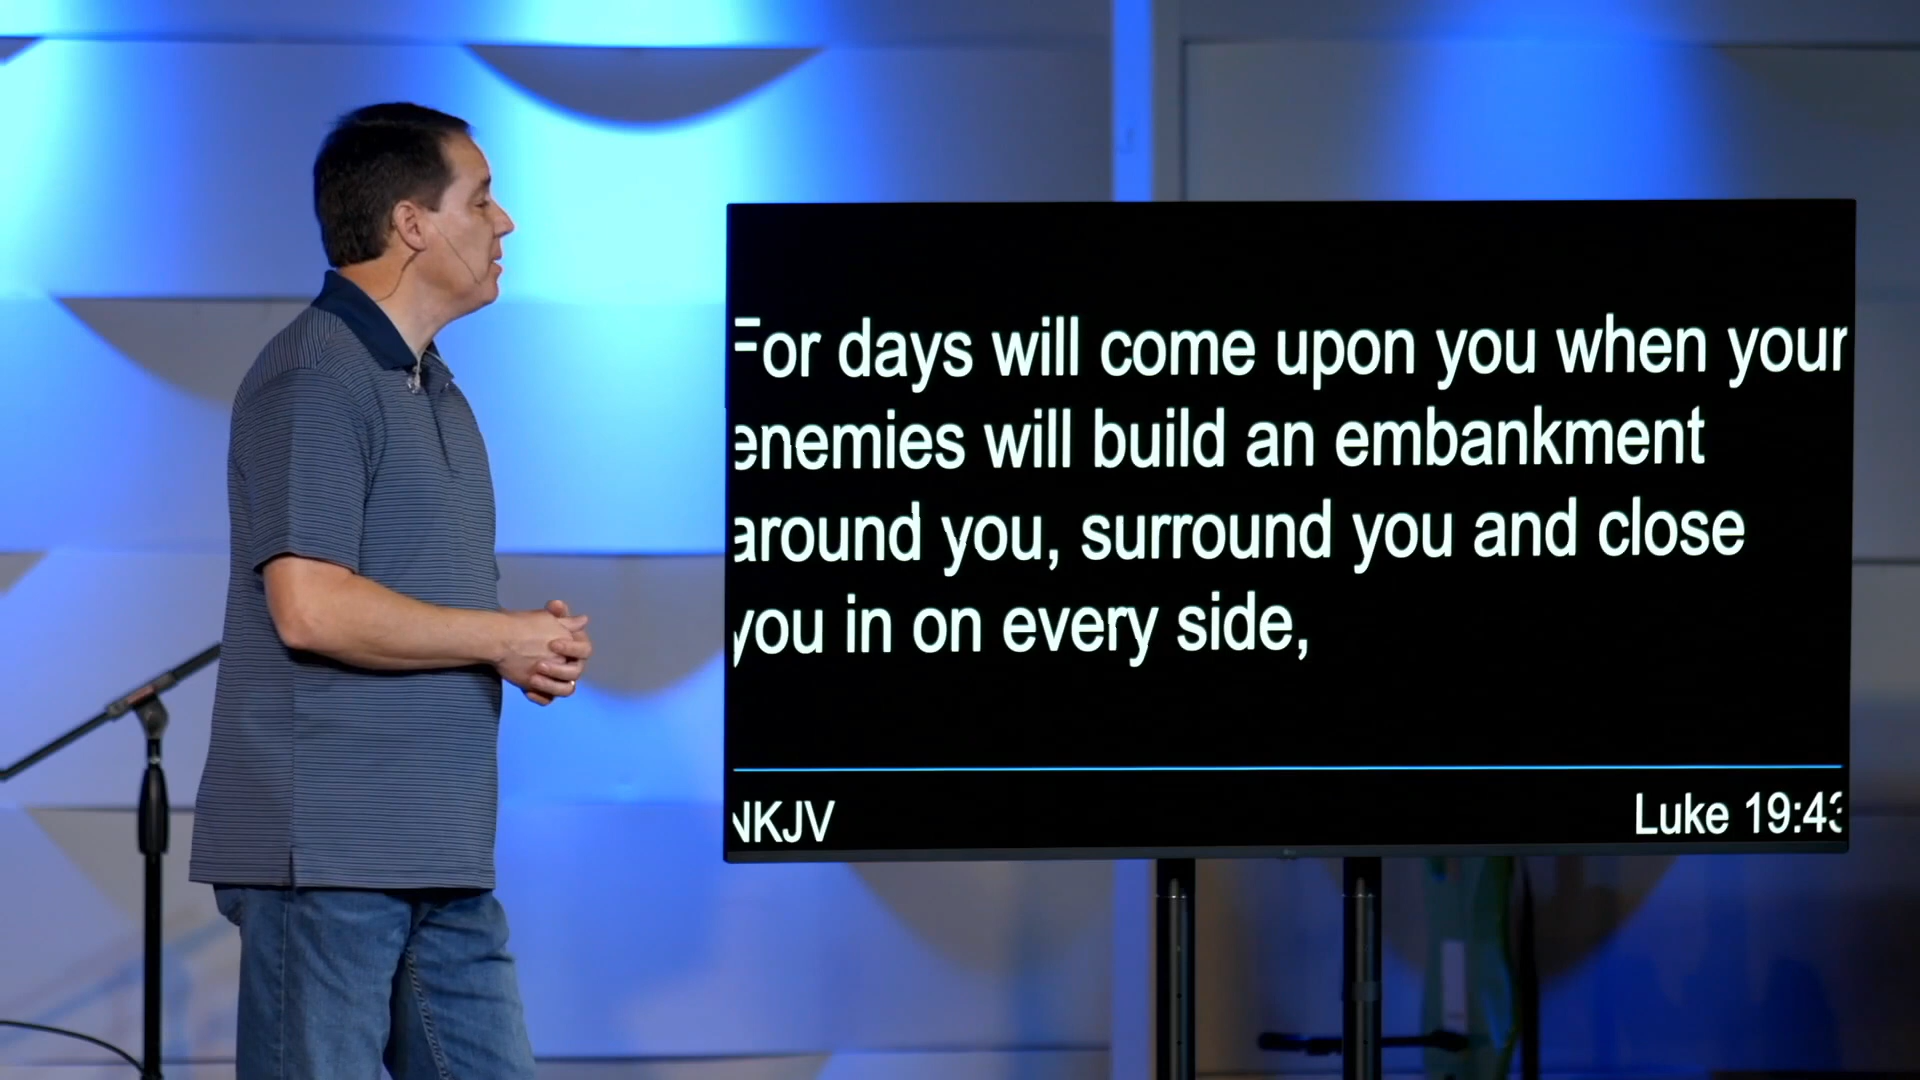 For days will come upon you when your
enemies will build an embankment
around you, surround you and close
you in on every side,
NKJV
Luke 19:43